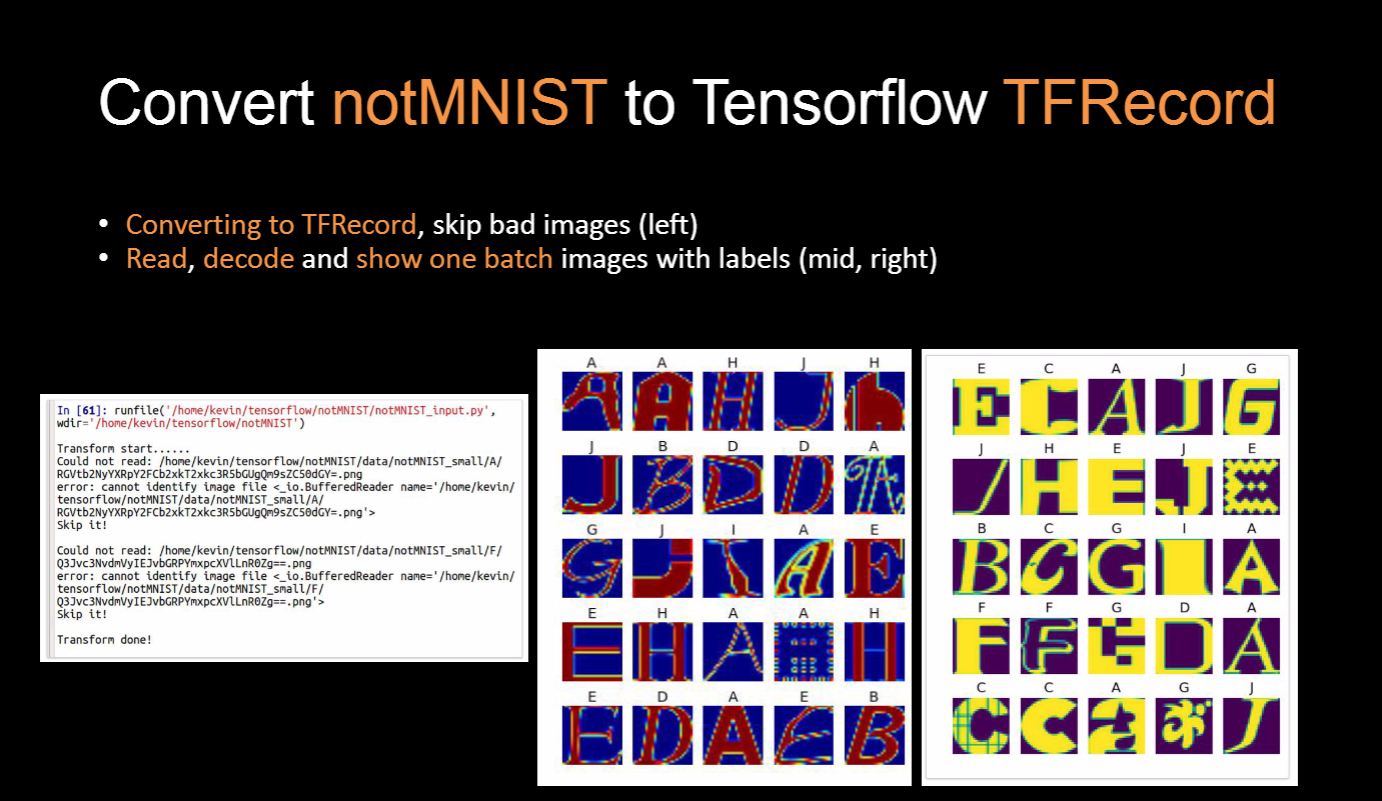 Convert notMNIST to Tensorflow TFRecord
• Converting to TFRecord, skip bad images (left)
• Read, decode and show one batch images with labels (mid, right)
In [61]: runfile('/home/kevin/tensorflow/notMNIST/notMNIST_input.py',
wdir='/home/kevin/tensorflow/notMNIST')
Transform start......
Could not read: /home/kevin/tensorflow/notMNIST/data/notMNIST_small/A/
RGVtb2NyYXRpY2FCb2xkT2xkc3R5bGUgQm9sZC50dGY=.png
error: cannot identify image file <_io.BufferedReader name='/home/kevin/
tensorflow/notMNIST/data/notMNIST_small/A/
RGVtb2NyYXRpY2FCb2xkT2xkc3R5bGUgQm9sZC50dGY=.png'>
Skip it!
Could not read: /home/kevin/tensorflow/notMNIST/data/notMNIST_small/F/
Q3Jvc3NvdmVyIEJvbGRPYmxpcXVlLnR0Zg==.png
error: cannot identify image file <_io.BufferedReader name='/home/kevin/
tensorflow/notMNIST/data/notMNIST_small/F/
Q3Jvc3NvdmVyIEJvbGRPYmxpcXVlLnR0Zg==.png'>
Skip it!
Transform done!
A A H J H
J B D D A
G J I A E
E H A A H
E D A E B
E C A J G
J H E J E
B C G I A
F F G D A
C C A G J